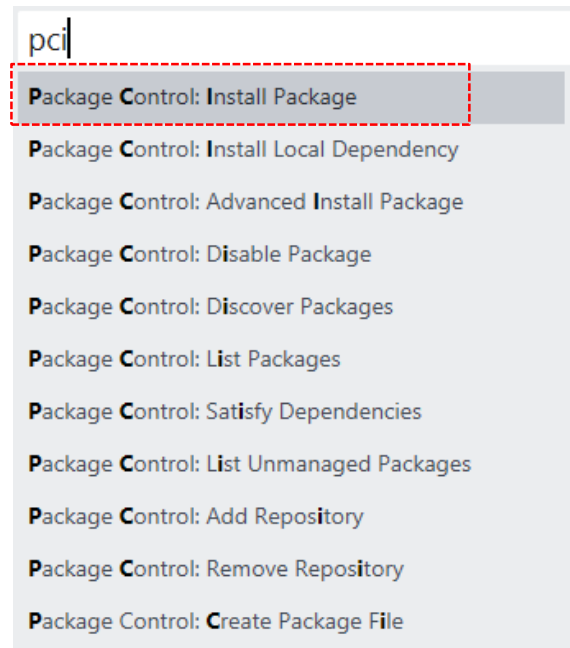 pci
Package Control: Install Package
Package Control: Install Local Dependency
Package Control: Advanced Install Package
Package Control: Disable Package
Package Control: Discover Packages
Package Control: List Packages
Package Control: Satisfy Dependencies
Package Control: List Unmanaged Packages
Package Control: Add Repository
Package Control: Remove Repository
Package Control: Create Package File